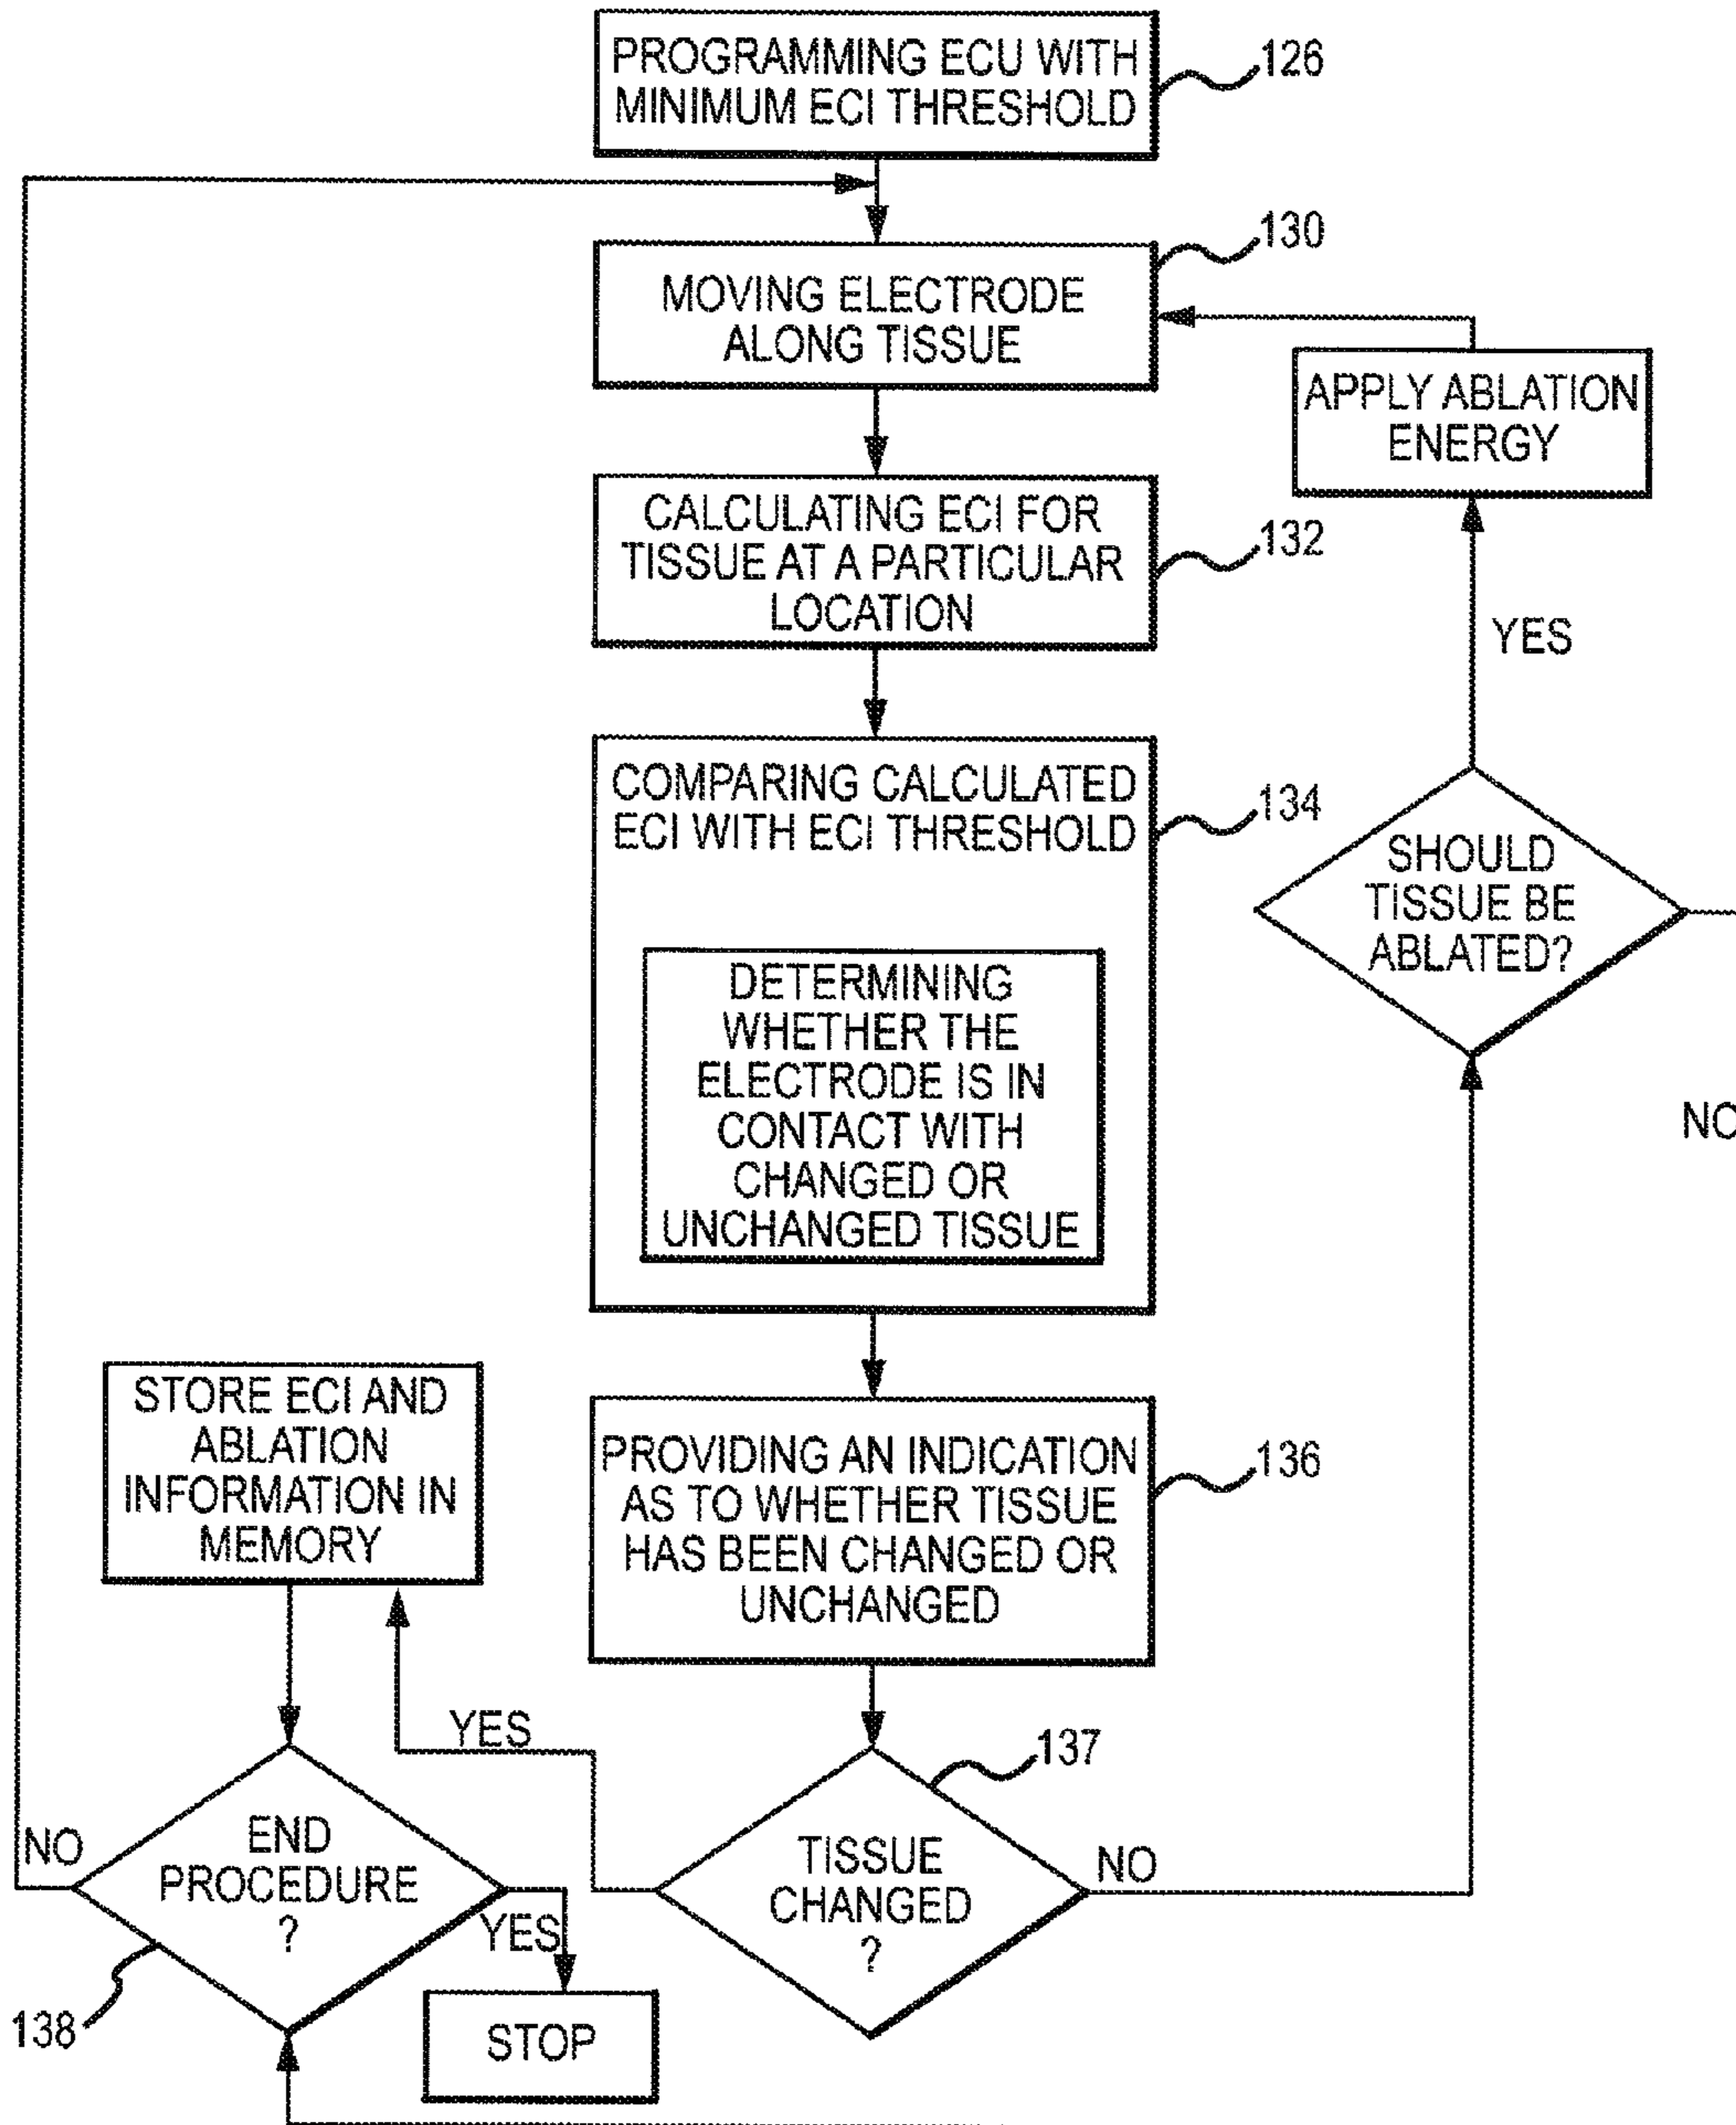 PROGRAMMING ECU WITH
MINIMUM ECI THRESHOLD
126
130
MOVING ELECTRODE
ALONG TISSUE
APPLY ABLATION
ENERGY
CALCULATING ECI FOR
TISSUE AT A PARTICULAR
LOCATION
132
YES
COMPARING CALCULATED
ECI WITH ECI THRESHOLD
134
SHOULD
TISSUE BE
ABLATED?
NO
DETERMINING
WHETHER THE
ELECTRODE IS IN
CONTACT WITH
CHANGED OR
UNCHANGED TISSUE
STORE ECI AND
ABLATION
INFORMATION IN
MEMORY
PROVIDING AN INDICATION
AS TO WHETHER TISSUE
HAS BEEN CHANGED OR
UNCHANGED
136
YES
137
NO
END
PROCEDURE
?
YES
TISSUE
CHANGED
?
NO
138
STOP